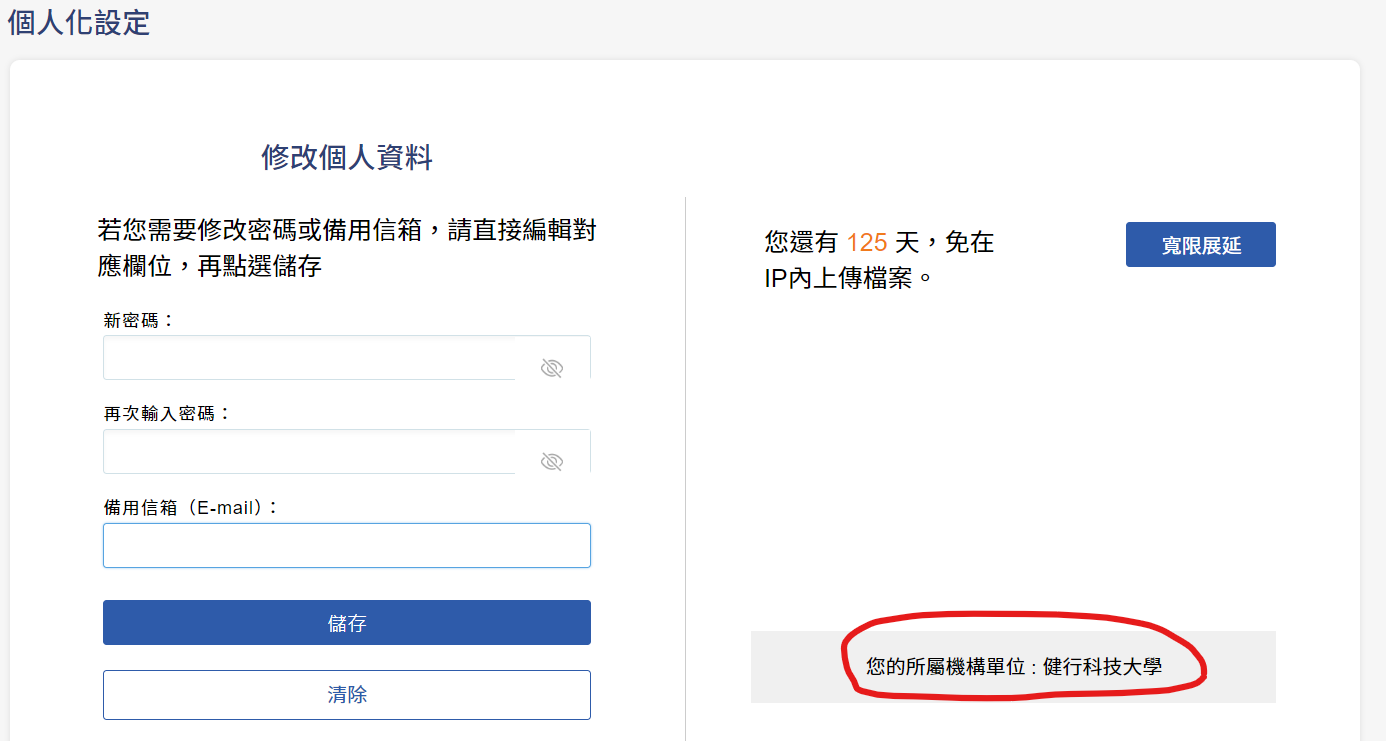 個人化設定
修改個人資料
若您需要修改密碼或備用信箱，請直接編輯對
應欄位，再點選儲存
新密碼：
再次輸入密碼：
備用信箱（E-mail）：
儲存
清除
您還有 125 天，免在
IP內上傳檔案。
寬限展延
您的所屬機構單位 : 健行科技大學